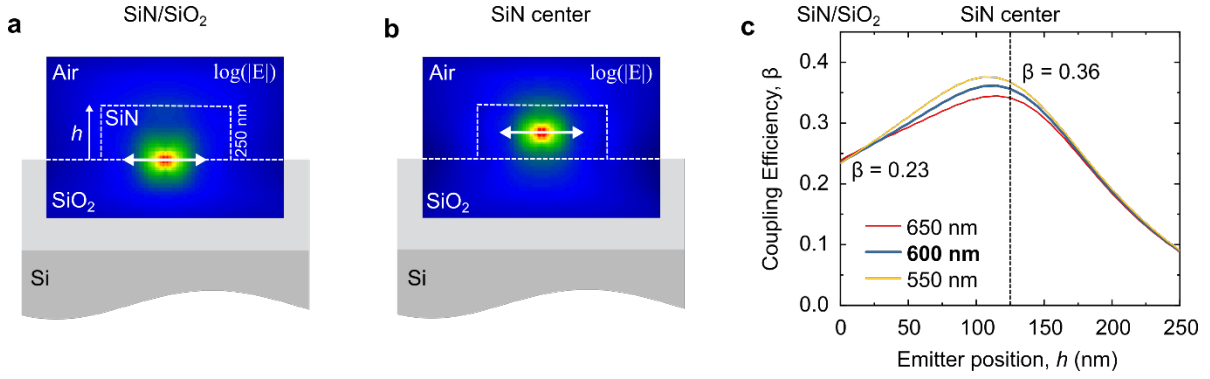 SiN/SiO₂
a
Air
log(|E|)
SiN
h
250 nm
SiO₂
Si
SiN center
b
Air
log(|E|)
SiO₂
Si
c
SiN/SiO₂
SiN center
Coupling Efficiency, β
0.4
0.3
0.2
0.1
0.0
β = 0.36
β = 0.23
650 nm
600 nm
550 nm
0
50
100
150
200
250
Emitter position, h (nm)